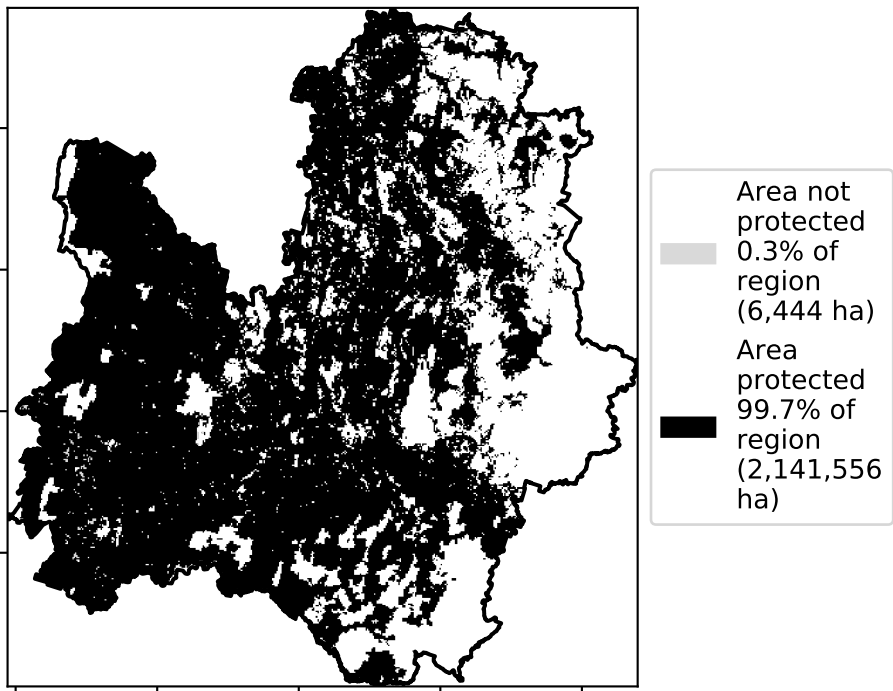 Area not
protected
0.3% of
region
(6,444 ha)
Area
protected
99.7% of
region
(2,141,556
ha)